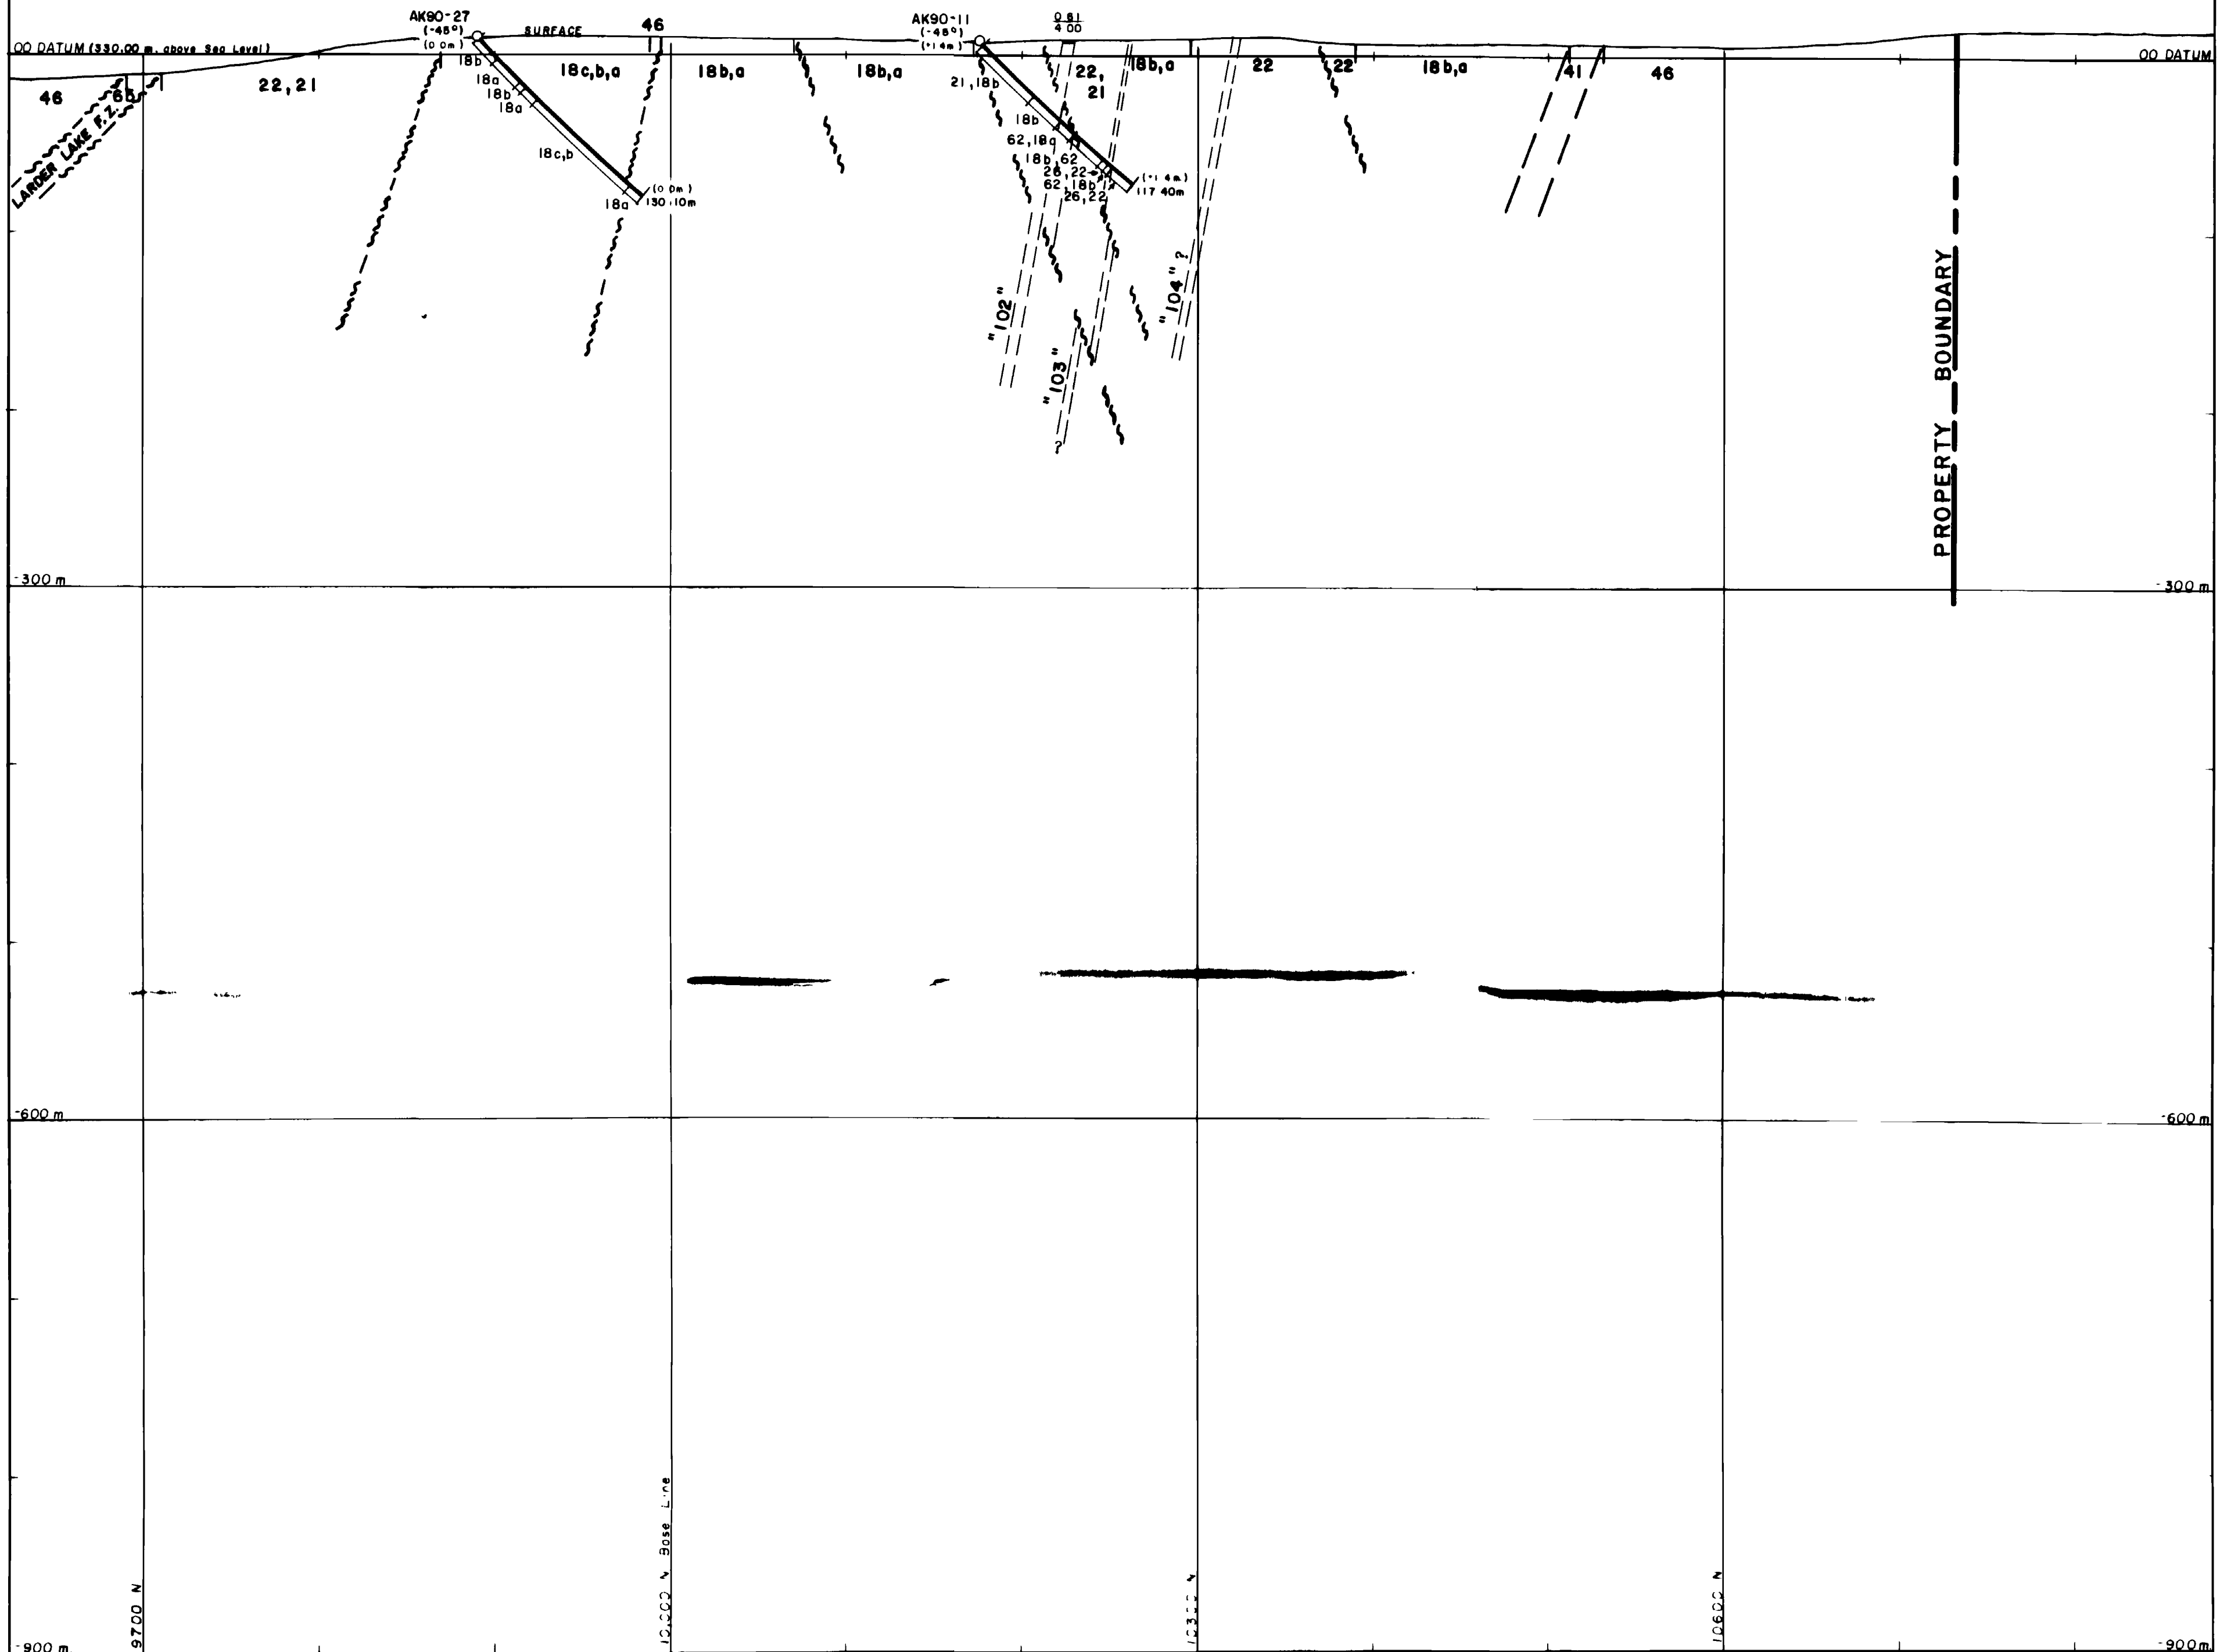 AK90-27
(-45°)
(0.0m)
SURFACE
46
AK90-11
(-45°)
(+1.4m)
0.81
4.00
00 DATUM (330.00 m. above Sea Level)
00 DATUM
46
65
22,21
18b
18a
18b
18a
18c,b
18a
18c,b,a
18b,a
18b,a
(0.0m)
130.10m
LARDER LAKE F.Z.
21,18b
18b
62,18a
18b,62
26,22
62,18b
26,22
(+1.4m)
117.40m
22,
21
18b,a
22
22
18b,a
41
46
"102"
"103"
?
"104" ?
PROPERTY BOUNDARY
-300 m
-300 m
-600 m
-600 m
9700 N
10,000 N Base Line
10300 N
10600 N
-900 m
-900 m